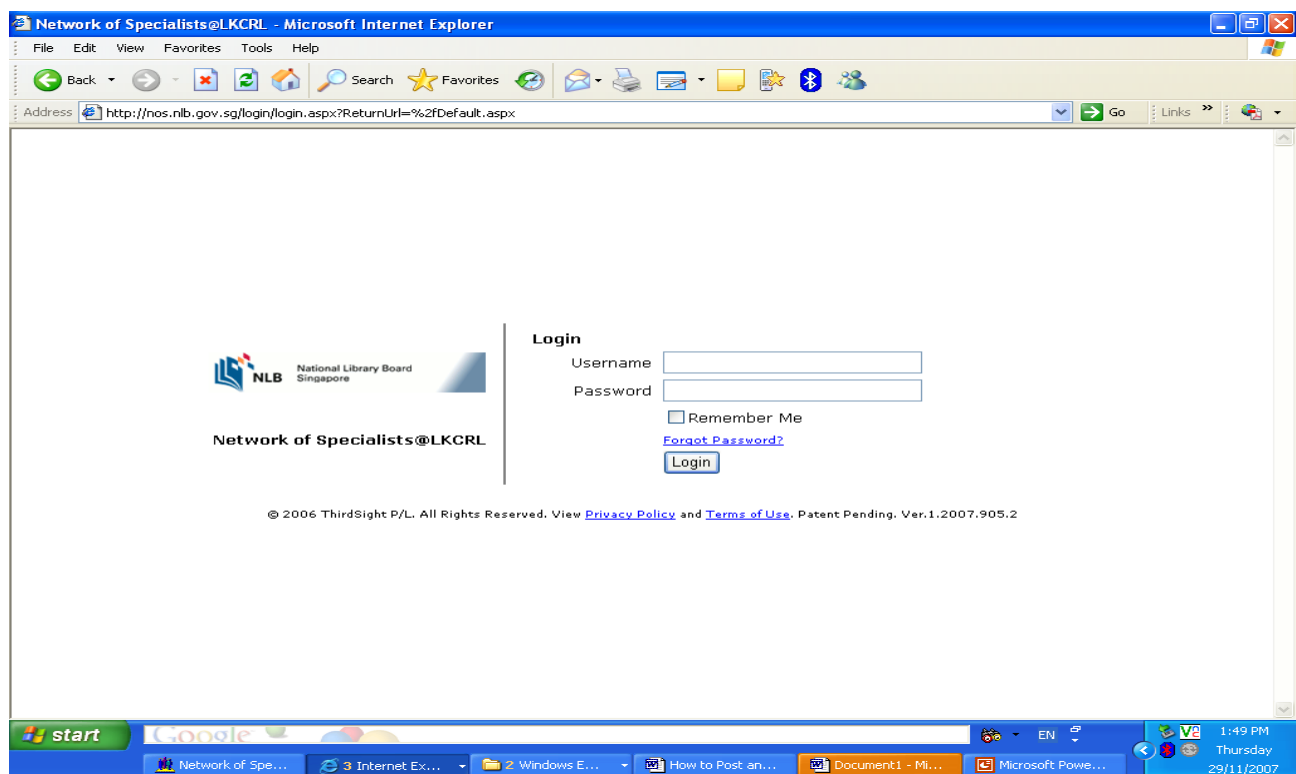 Network of Specialists@LKCRL - Microsoft Internet Explorer
File Edit View Favorites Tools Help
Back Search Favorites
Address http://nos.nlb.gov.sg/login/login.aspx?ReturnUrl=%2fDefault.aspx Go Links »
Login
Username
Password
Remember Me
Forgot Password?
Login
NLB National Library Board
Singapore
Network of Specialists@LKCRL
© 2006 ThirdSight P/L. All Rights Reserved. View Privacy Policy and Terms of Use. Patent Pending. Ver.1.2007.905.2
start Google EN 1:49 PM
Thursday
Network of Spe... 3 Internet Ex... 2 Windows E... How to Post an... Document1 - Mi... Microsoft Powe...
29/11/2007